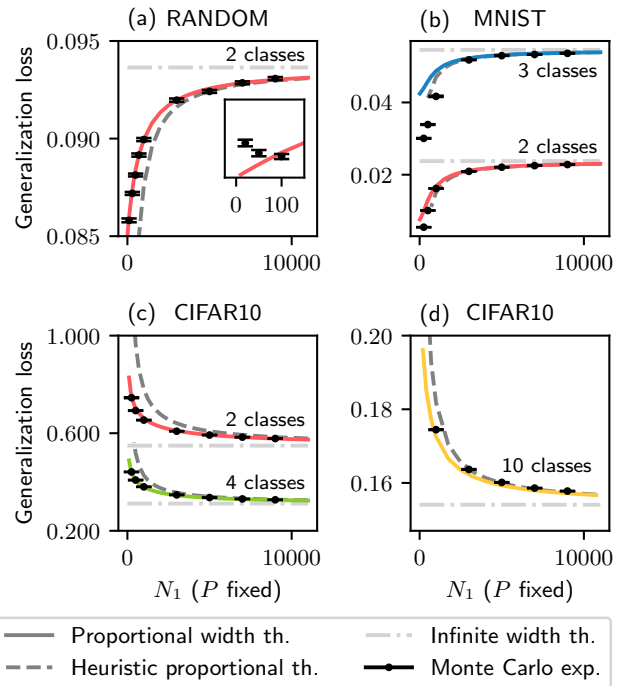 (a) RANDOM
(b) MNIST
Generalization loss
0.095
0.090
0.085
2 classes
0
100
0
10000
0.04
0.02
3 classes
2 classes
0
10000
(c) CIFAR10
(d) CIFAR10
Generalization loss
1.000
0.600
0.200
2 classes
4 classes
0
10000
N₁ (P fixed)
0.20
0.18
0.16
10 classes
0
10000
N₁ (P fixed)
Proportional width th.
Infinite width th.
Heuristic proportional th.
Monte Carlo exp.